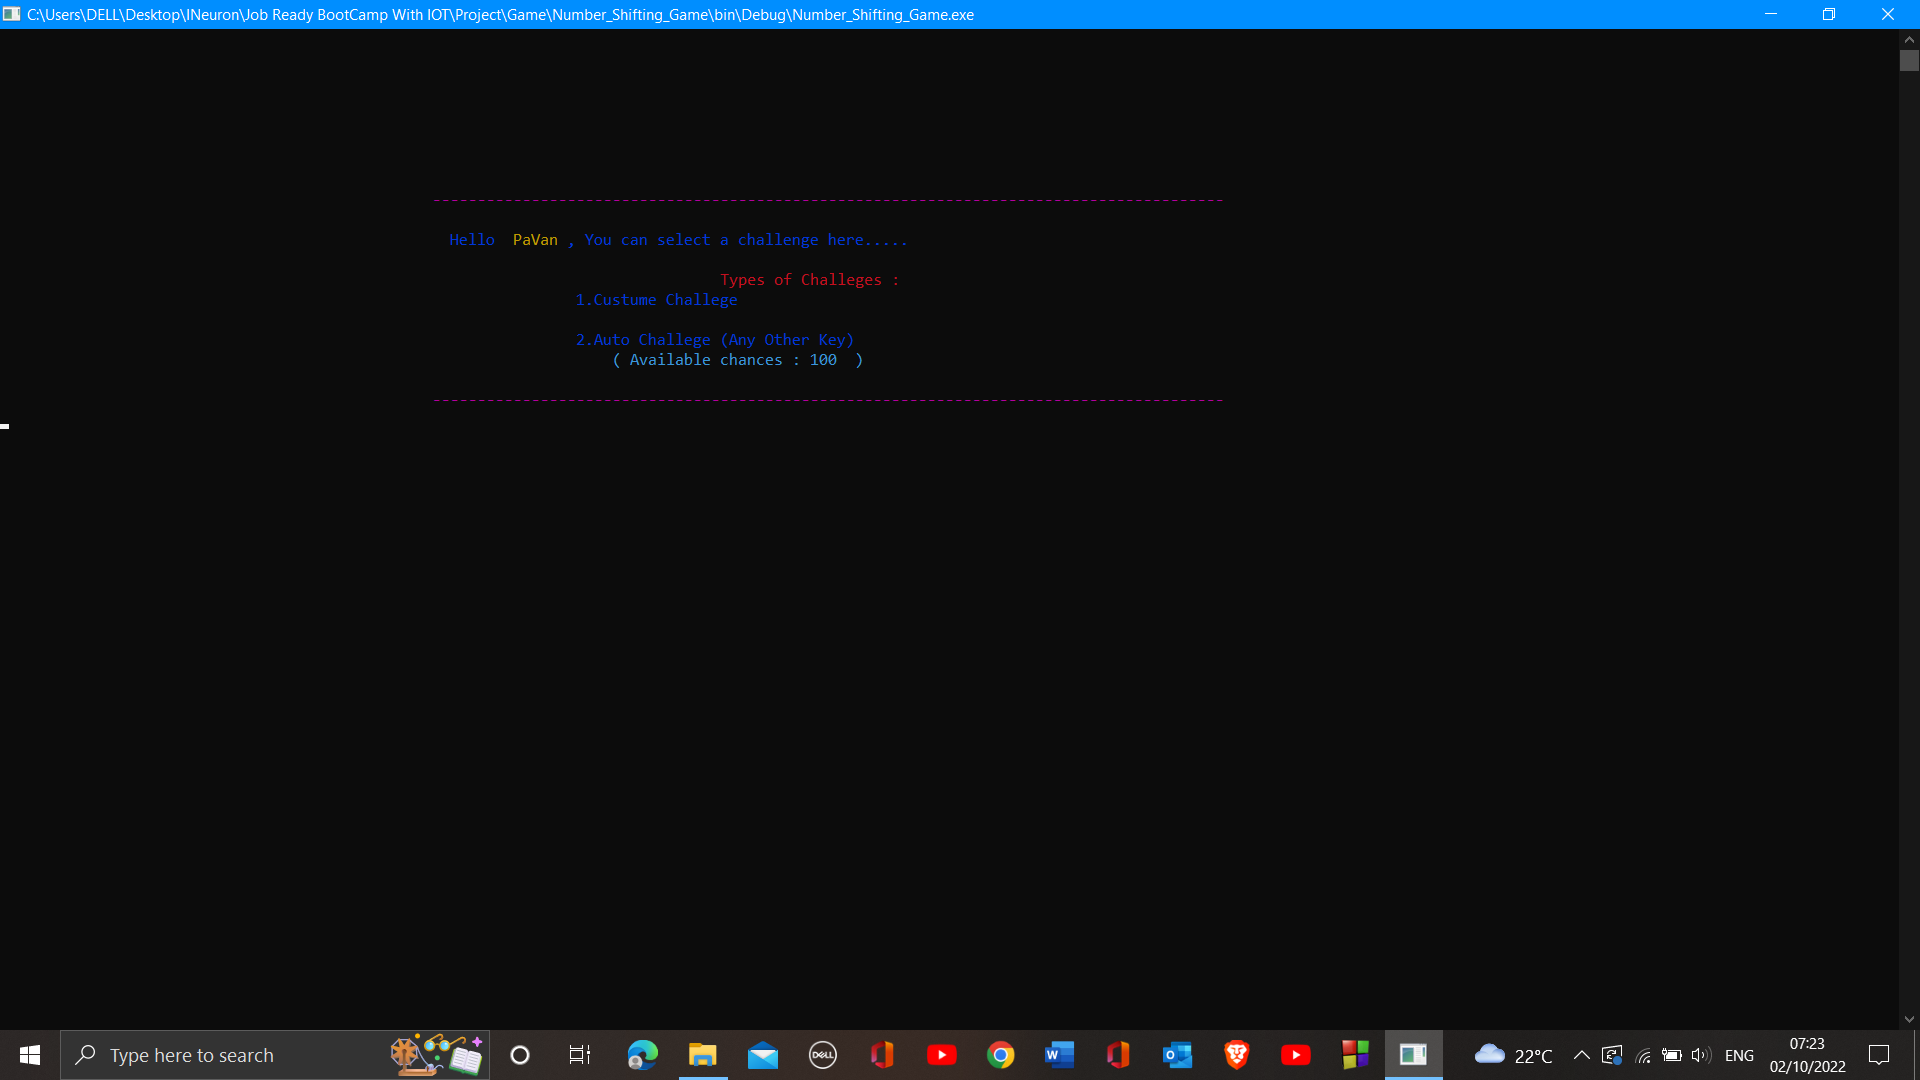 C:\Users\DELL\Desktop\INeuron\Job Ready BootCamp With IOT\Project\Game\Number_Shifting_Game\bin\Debug\Number_Shifting_Game.exe
----------------------------------------------------------------------------------------
Hello  PaVan , You can select a challenge here.....
Types of Challeges :
1.Custume Challege
2.Auto Challege (Any Other Key)
( Available chances : 100  )
----------------------------------------------------------------------------------------
Type here to search
DELL
W
22°C
ENG
07:23
02/10/2022